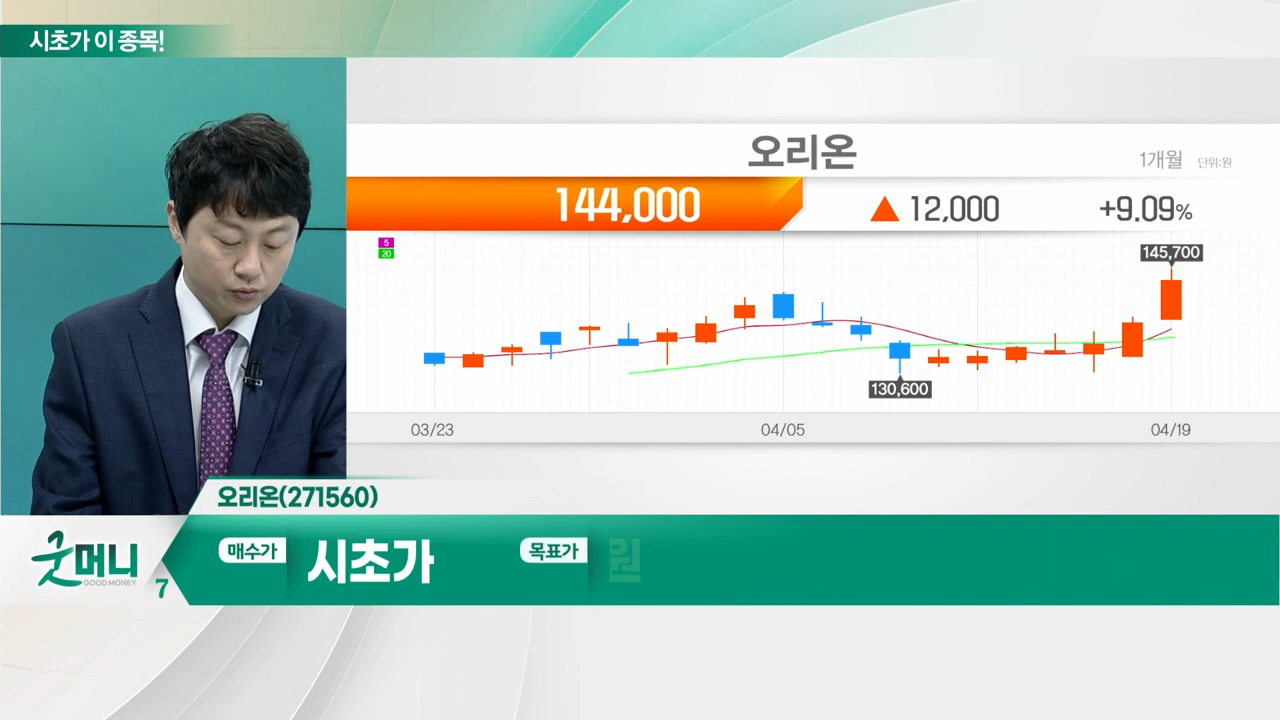 시초가 이 종목!
오리온
1개월 단위:원
144,000 ▲ 12,000 +9.09%
5
20
145,700
130,600
03/23 04/05 04/19
오리온(271560)
굿머니
GOOD MONEY
7
매수가 시초가 목표가 원